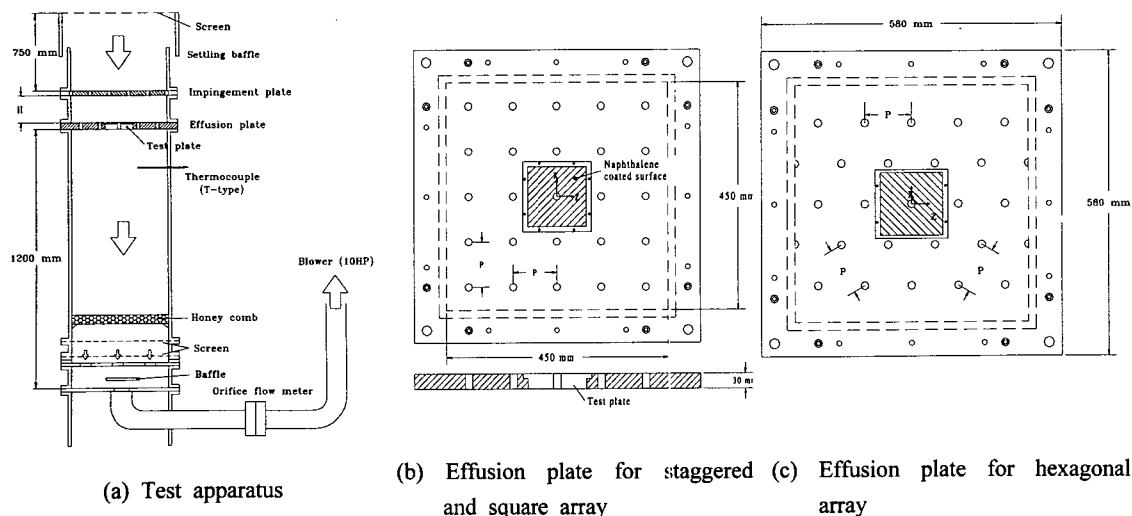 Screen
750 mm
Settling baffle
Impingement plate
H
Effusion plate
Test plate
Thermocouple
(T-type)
1200 mm
Blower (10HP)
Honey comb
Screen
Baffle
Orifice flow meter
(a) Test apparatus
Naphthalene
coated surface
X
Z
P
P
450 mm
450 mm
30 mm
Test plate
(b) Effusion plate for staggered
and square array
580 mm
P
Z
P
P
580 mm
(c) Effusion plate for hexagonal
array